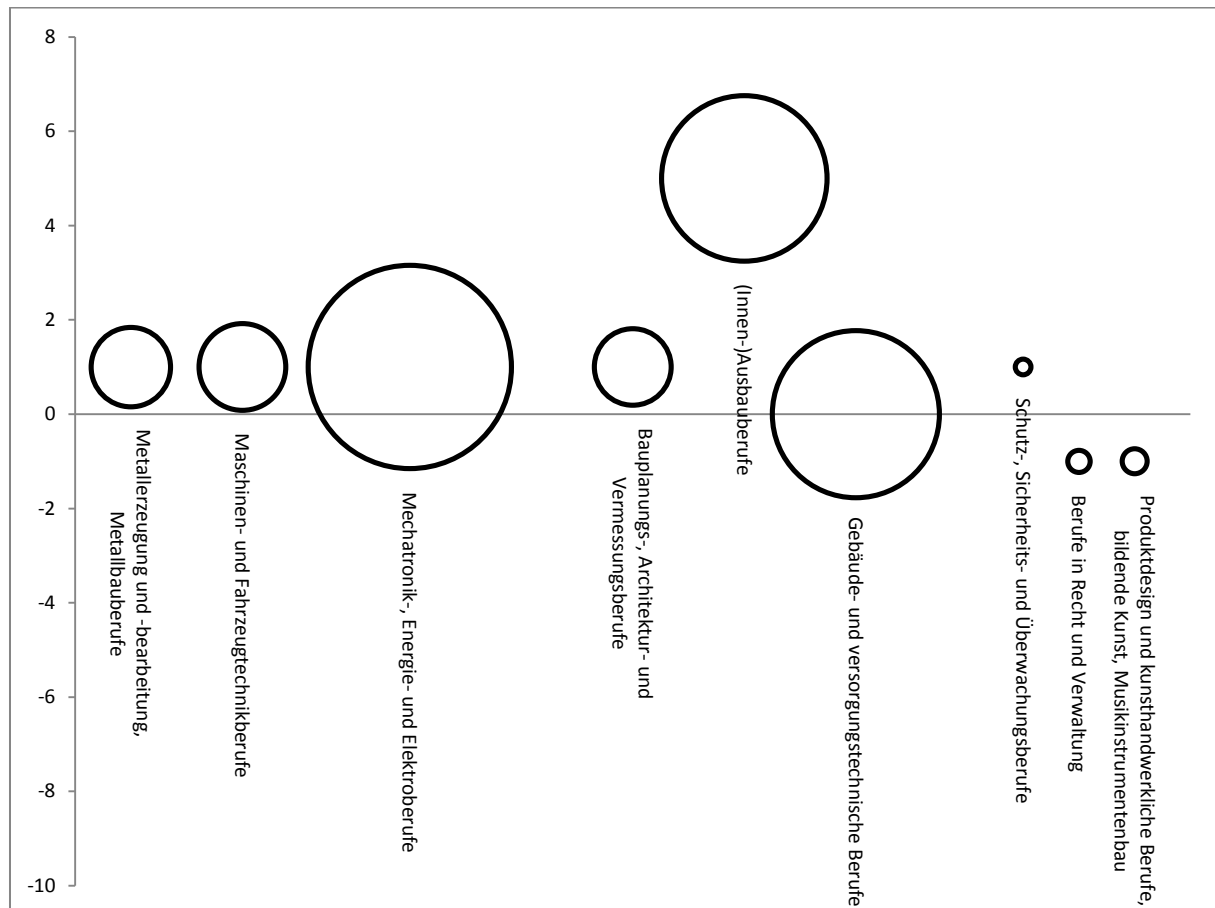 8
6
4
2
0
-2
-4
-6
-8
-10
Metallerzeugung und -bearbeitung,
Metallbauberufe
Maschinen- und Fahrzeugtechnikberufe
Mechatronik-, Energie- und Elektroberufe
Bauplanungs-, Architektur- und
Vermessungsberufe
(Innen-)Ausbauberufe
Gebäude- und versorgungstechnische Berufe
Schutz-, Sicherheits- und Überwachungsberufe
Berufe in Recht und Verwaltung
Produktdesign und kunsthandwerkliche Berufe,
bildende Kunst, Musikinstrumentenbau